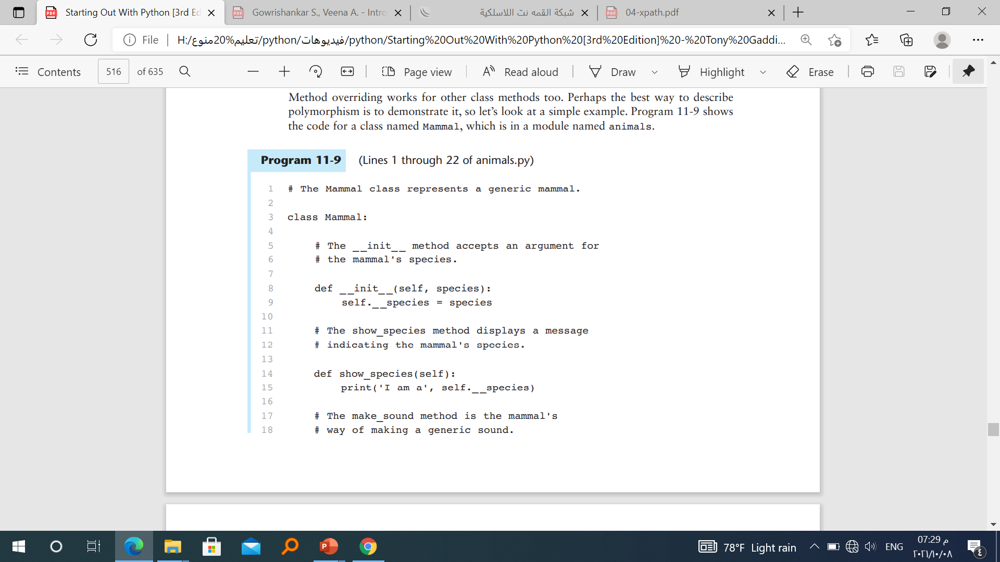 Starting Out With Python [3rd Ed
Gowrishankar S., Veena A. - Intro
شبكة القمه نت اللاسلكية
04-xpath.pdf
File
H:/تعليم%20منوع/python/فيديوهات/python/Starting%20Out%20With%20Python%20[3rd%20Edition]%20-%20Tony%20Gaddi...
Contents
516
of 635
Page view
Read aloud
Draw
Highlight
Erase
Method overriding works for other class methods too. Perhaps the best way to describe
polymorphism is to demonstrate it, so let's look at a simple example. Program 11-9 shows
the code for a class named Mammal, which is in a module named animals.
Program 11-9 (Lines 1 through 22 of animals.py)
1 # The Mammal class represents a generic mammal.
2
3 class Mammal:
4
5 # The __init__ method accepts an argument for
6 # the mammal's species.
7
8 def __init__(self, species):
9 self.__species = species
10
11 # The show_species method displays a message
12 # indicating the mammal's species.
13
14 def show_species(self):
15 print('I am a', self.__species)
16
17 # The make_sound method is the mammal's
18 # way of making a generic sound.
78°F Light rain
ENG
07:29 م
٢٠٢١/١٠/٠٨
٤